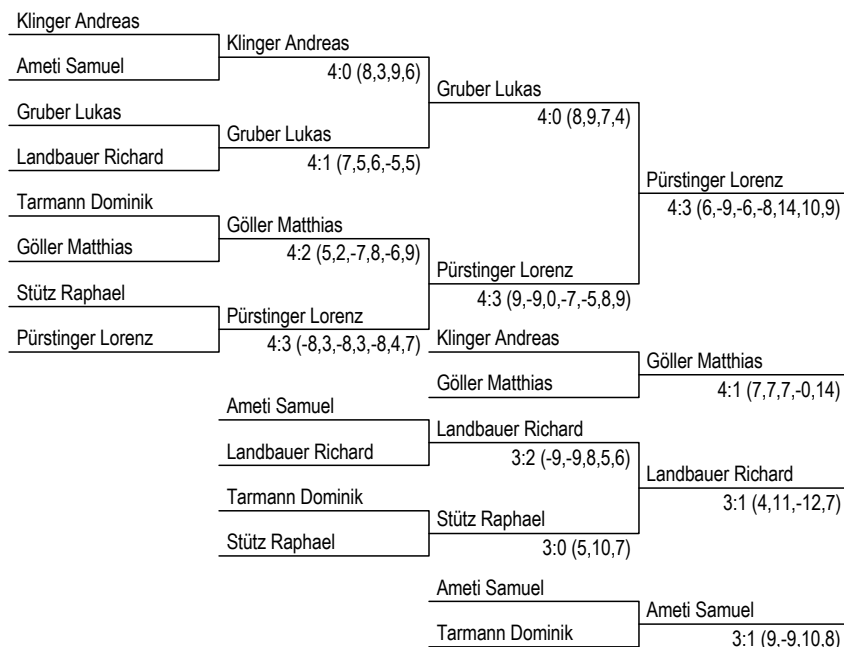 Klinger Andreas
Klinger Andreas
Ameti Samuel
4:0 (8,3,9,6)
Gruber Lukas
Gruber Lukas
4:0 (8,9,7,4)
Gruber Lukas
Landbauer Richard
4:1 (7,5,6,-5,5)
Pürstinger Lorenz
Tarmann Dominik
4:3 (6,-9,-6,-8,14,10,9)
Göller Matthias
Göller Matthias
4:2 (5,2,-7,8,-6,9)
Pürstinger Lorenz
Stütz Raphael
4:3 (9,-9,0,-7,-5,8,9)
Pürstinger Lorenz
Pürstinger Lorenz
4:3 (-8,3,-8,3,-8,4,7)
Klinger Andreas
Göller Matthias
Göller Matthias
4:1 (7,7,7,-0,14)
Ameti Samuel
Landbauer Richard
Landbauer Richard
3:2 (-9,-9,8,5,6)
Landbauer Richard
Tarmann Dominik
3:1 (4,11,-12,7)
Stütz Raphael
Stütz Raphael
3:0 (5,10,7)
Ameti Samuel
Ameti Samuel
Tarmann Dominik
3:1 (9,-9,10,8)